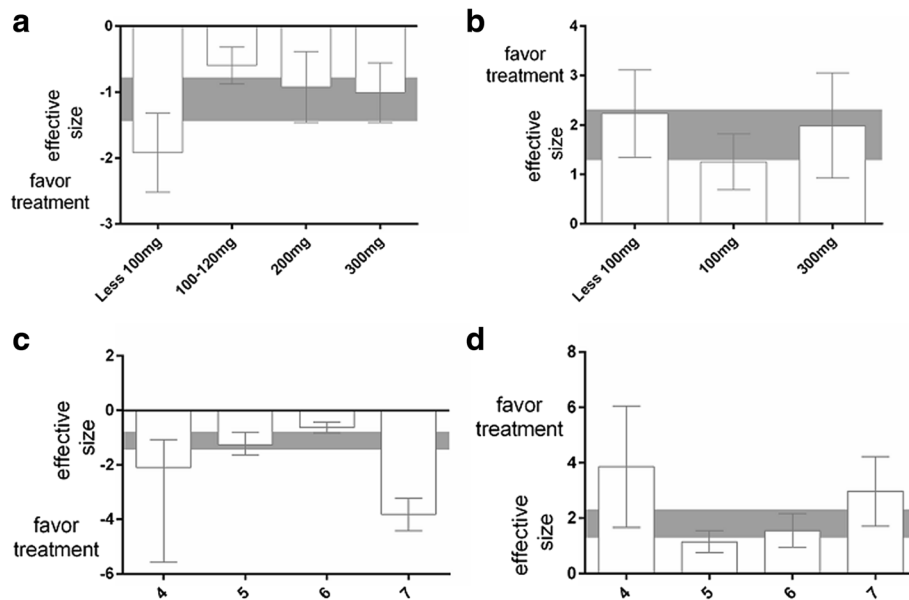 a
0
-1
-2
-3
effective
size
favor
treatment
Less 100mg
100-120mg
200mg
300mg
b
favor
treatment
4
3
2
1
0
effective
size
Less 100mg
100mg
300mg
c
2
0
-2
-4
-6
effective
size
favor
treatment
4
5
6
7
d
8
6
4
2
0
favor
treatment
effective
size
4
5
6
7